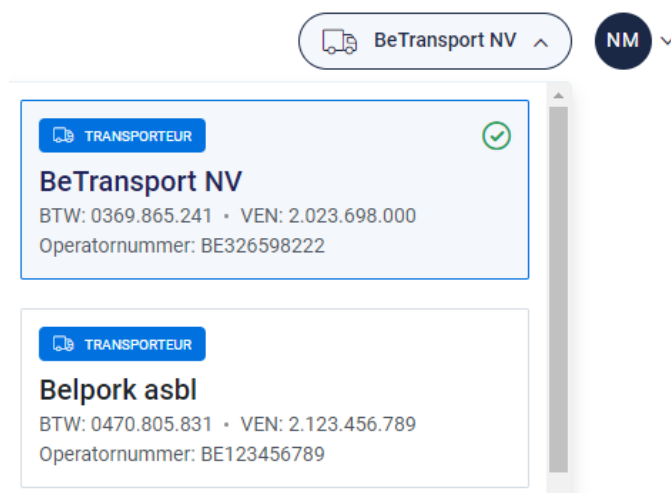 BeTransport NV
NM
TRANSPORTEUR
BeTransport NV
BTW: 0369.865.241 • VEN: 2.023.698.000
Operatornummer: BE326598222
TRANSPORTEUR
Belpork asbl
BTW: 0470.805.831 • VEN: 2.123.456.789
Operatornummer: BE123456789